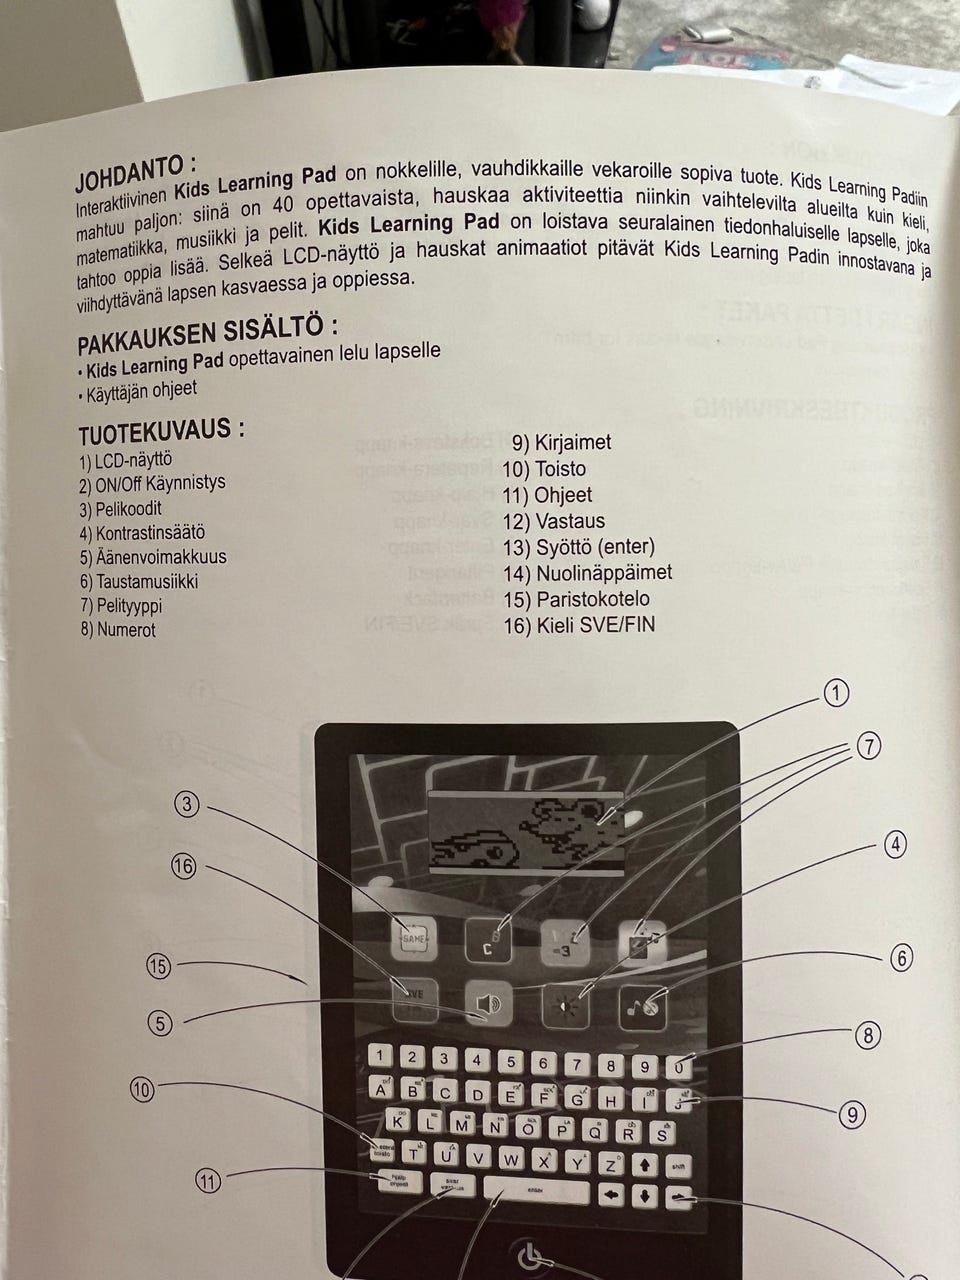 JOHDANTO :
Interaktiivinen Kids Learning Pad on nokkelille, vauhdikkaille vekaroille sopiva tuote. Kids Learning Padiin
mahtuu paljon: siinä on 40 opettavaista, hauskaa aktiviteettia niinkin vaihtelevilta alueilta kuin kieli,
matematiikka, musiikki ja pelit. Kids Learning Pad on loistava seuralainen tiedonhaluiselle lapselle, joka
tahtoo oppia lisää. Selkeä LCD-näyttö ja hauskat animaatiot pitävät Kids Learning Padin innostavana ja
viihdyttävänä lapsen kasvaessa ja oppiessa.
PAKKAUKSEN SISÄLTÖ :
• Kids Learning Pad opettavainen lelu lapselle
• Käyttäjän ohjeet
TUOTEKUVAUS :
1) LCD-näyttö
2) ON/Off Käynnistys
3) Pelikoodit
4) Kontrastinsäätö
5) Äänenvoimakkuus
6) Taustamusiikki
7) Pelityyppi
8) Numerot
9) Kirjaimet
10) Toisto
11) Ohjeet
12) Vastaus
13) Syöttö (enter)
14) Nuolinäppäimet
15) Paristokotelo
16) Kieli SVE/FIN
1
7
3
4
16
6
15
5
8
10
9
11
GAME
1 2 3 4 5 6 7 8 9 0
A B C D E F G H I J
K L M N O P Q R S
toisto T U V W X Y Z shift
hjälp
ohjeet
enter